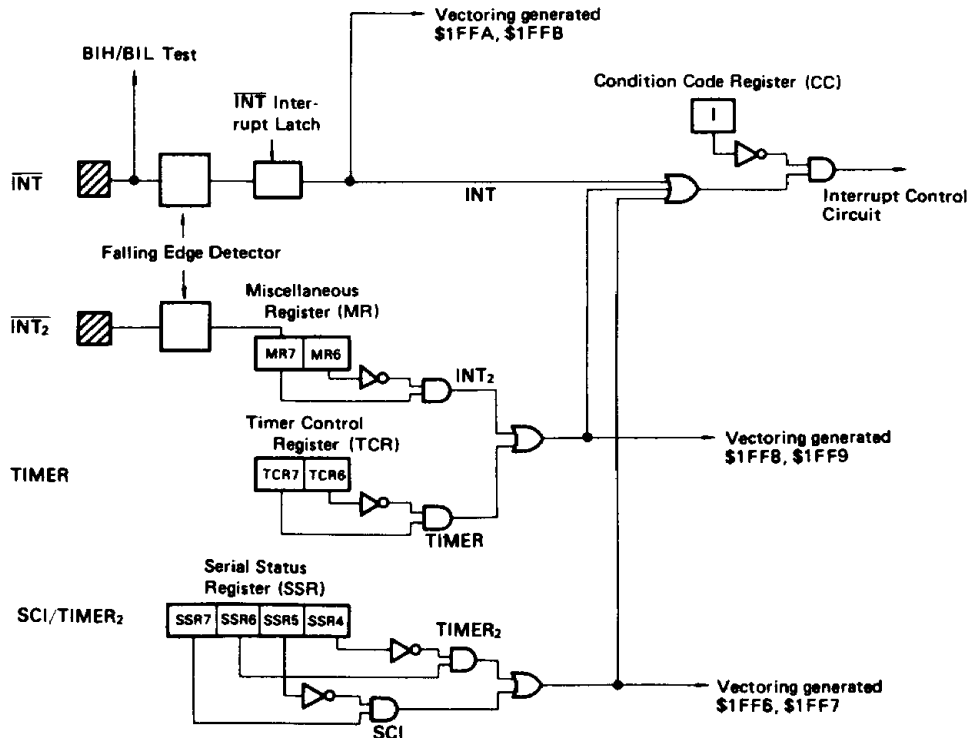 Vectoring generated
$1FFA, $1FFB
BIH/BIL Test
Condition Code Register (CC)
INT Inter-
rupt Latch
I
INT
INT
Interrupt Control
Circuit
Falling Edge Detector
Miscellaneous
Register (MR)
INT2
MR7 MR6
INT2
Timer Control
Register (TCR)
Vectoring generated
$1FF8, $1FF9
TIMER
TCR7 TCR6
TIMER
Serial Status
Register (SSR)
SCI/TIMER2
SSR7 SSR6 SSR5 SSR4
TIMER2
Vectoring generated
$1FF6, $1FF7
SCI